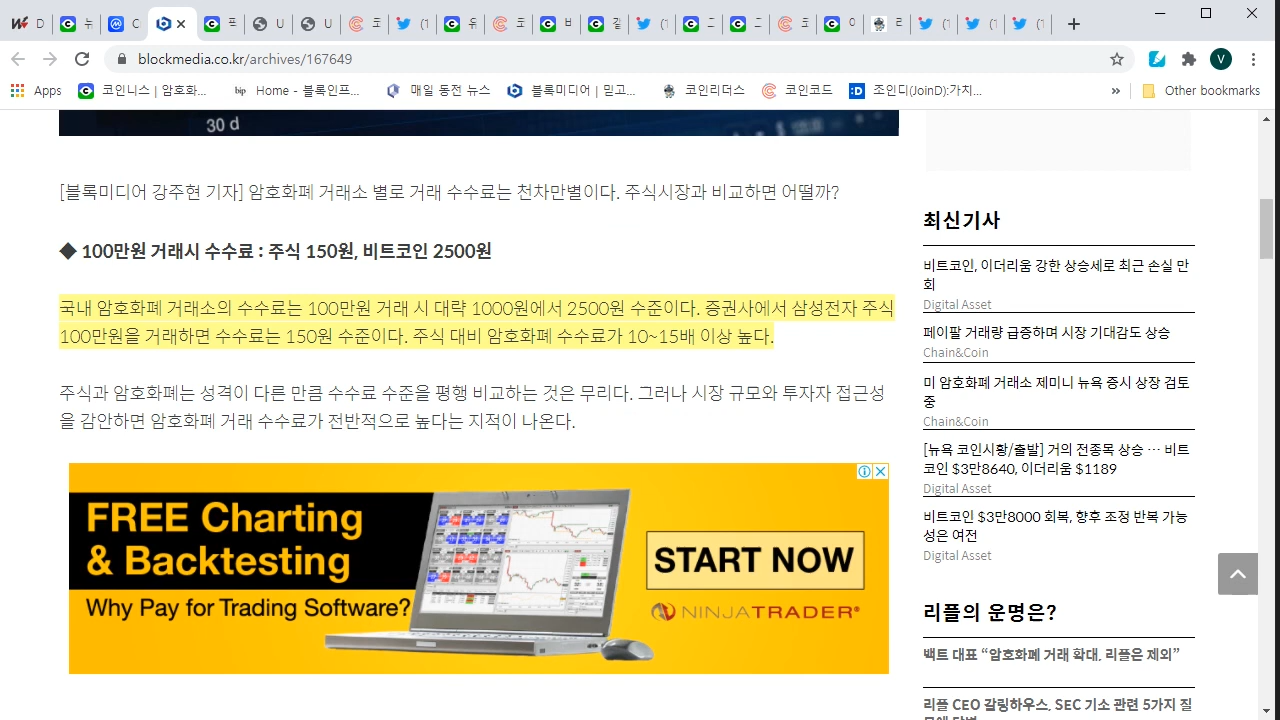 blockmedia.co.kr/archives/167649
V
Apps
코인니스 | 암호화...
bip Home - 블록인프...
매일 동전 뉴스
블록미디어 | 믿고...
코인리더스
코인코드
조인디(JoinD):가치...
»
Other bookmarks
30 d
[블록미디어 강주현 기자] 암호화폐 거래소 별로 거래 수수료는 천차만별이다. 주식시장과 비교하면 어떨까?
◆ 100만원 거래시 수수료 : 주식 150원, 비트코인 2500원
국내 암호화폐 거래소의 수수료는 100만원 거래 시 대략 1000원에서 2500원 수준이다. 증권사에서 삼성전자 주식
100만원을 거래하면 수수료는 150원 수준이다. 주식 대비 암호화폐 수수료가 10~15배 이상 높다.
주식과 암호화폐는 성격이 다른 만큼 수수료 수준을 평행 비교하는 것은 무리다. 그러나 시장 규모와 투자자 접근성
을 감안하면 암호화폐 거래 수수료가 전반적으로 높다는 지적이 나온다.
FREE Charting
& Backtesting
Why Pay for Trading Software?
START NOW
NINJATRADER
최신기사
비트코인, 이더리움 강한 상승세로 최근 손실 만
회
Digital Asset
페이팔 거래량 급증하며 시장 기대감도 상승
Chain&Coin
미 암호화폐 거래소 제미니 뉴욕 증시 상장 검토
중
Chain&Coin
[뉴욕 코인시황/출발] 거의 전종목 상승 … 비트
코인 $3만8640, 이더리움 $1189
Digital Asset
비트코인 $3만8000 회복, 향후 조정 반복 가능
성은 여전
Digital Asset
리플의 운명은?
백트 대표 “암호화폐 거래 확대, 리플은 제외”
리플 CEO 갈링하우스, SEC 기소 관련 5가지 질